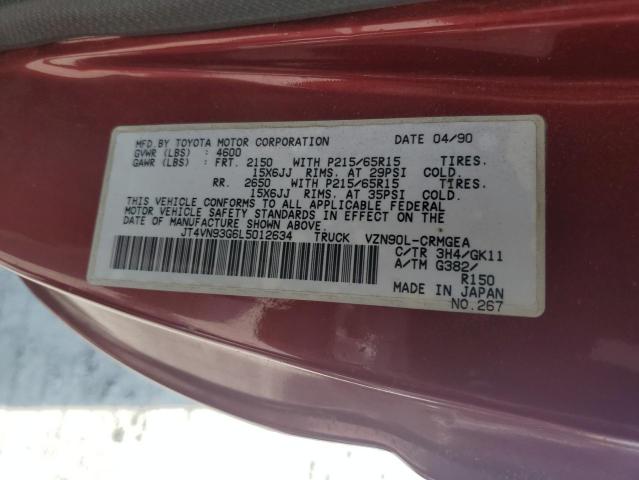 MFD.BY TOYOTA MOTOR CORPORATION DATE 04/90
GVWR (LBS) : 4600
GAWR (LBS) : FRT. 2150 WITH P215/65R15 TIRES.
15X6JJ RIMS. AT 29PSI COLD.
RR. 2650 WITH P215/65R15 TIRES.
15X6JJ RIMS. AT 35PSI COLD.
THIS VEHICLE CONFORMS TO ALL APPLICABLE FEDERAL
MOTOR VEHICLE SAFETY STANDARDS IN EFFECT ON THE
DATE OF MANUFACTURE SHOWN ABOVE.
JT4VN93G6L5012634 TRUCK VZN90L-CRMGEA
C/TR 3H4/GK11
A/TM G382/
R150
MADE IN JAPAN
NO.267